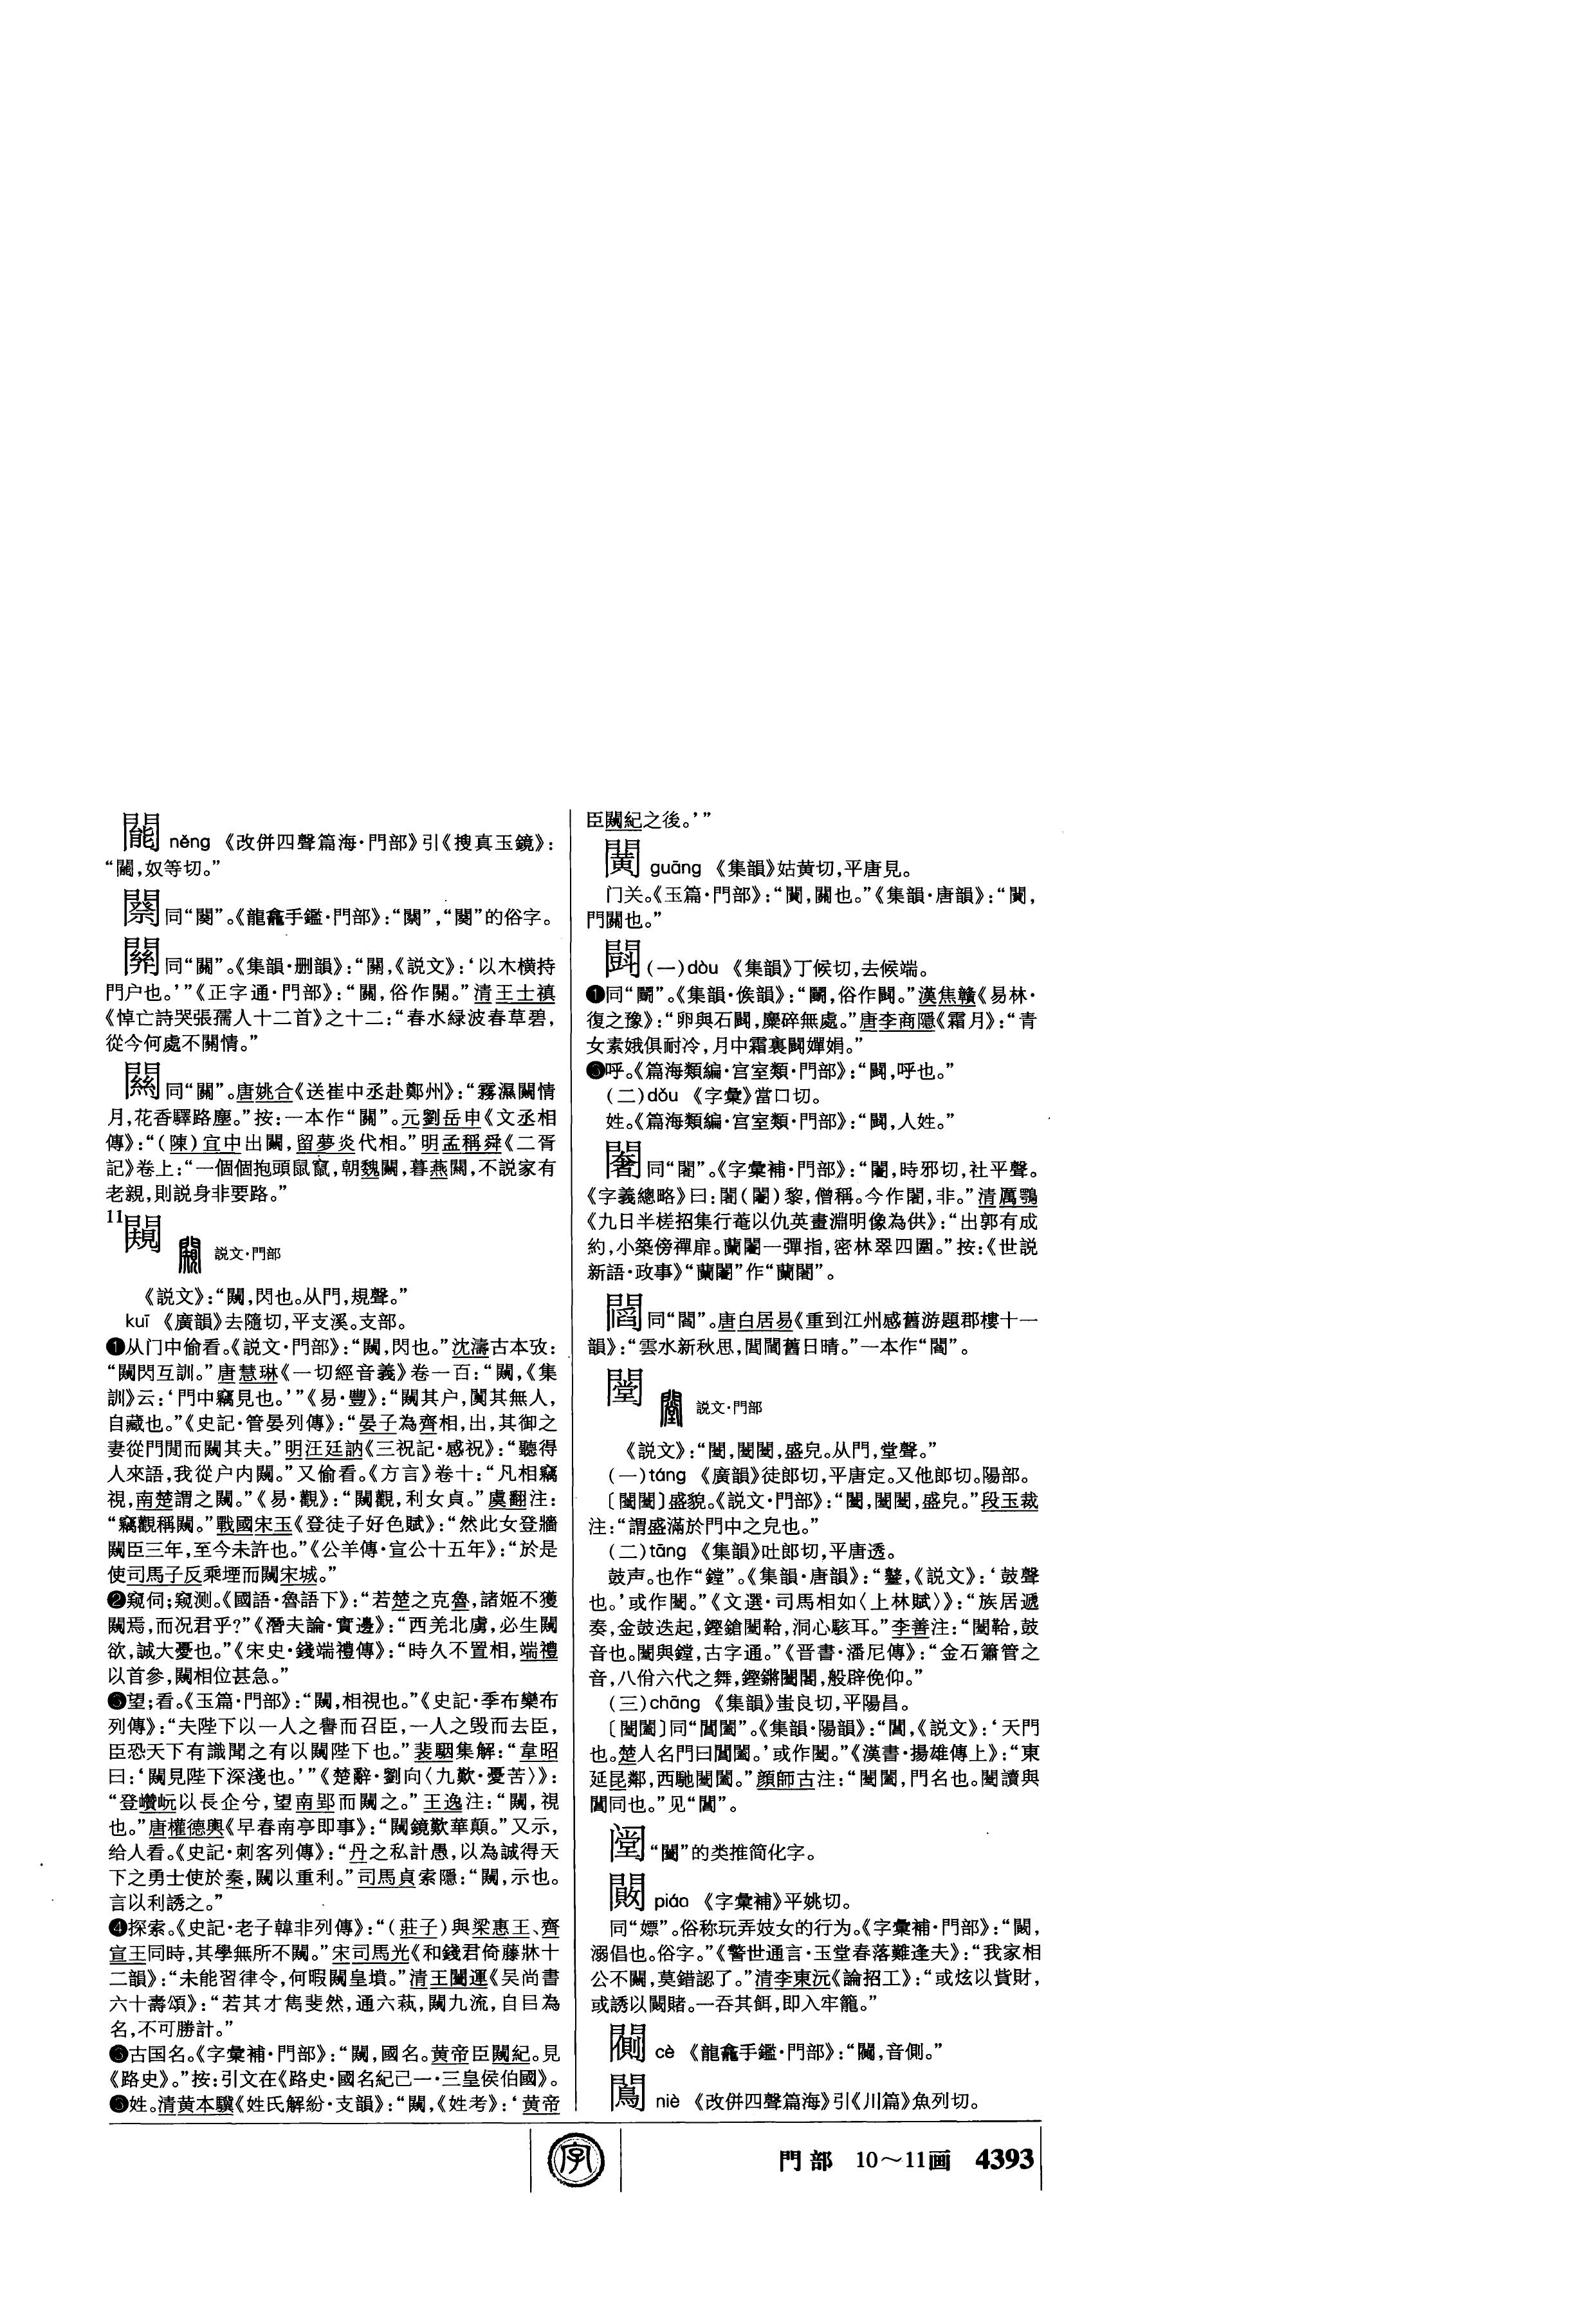 něng 《改併四聲篇海·門部》引《搜真玉鏡》：
“䦫，奴等切。”
同“闋”。《龍龕手鑑·門部》：“，“闋”的俗字。
同“關”。《集韻·刪韻》：“關，《説文》：‘以木横持
門户也。’”《正字通·門部》：“關，俗作。”清王士禛
《悼亡詩哭張孺人十二首》之十二：“春水緑波春草碧，
從今何處不情。”
同“關”。唐姚合《送崔中丞赴鄭州》：“霧濕情
月，花香驛路塵。”按：一本作“關”。元劉岳申《文丞相
傳》：“（陳）宜中出，留夢炎代相。”明孟稱舜《二胥
記》卷上：“一個個抱頭鼠竄，朝魏，暮燕，不説家有
老親，則説身非要路。”
11
闚 説文·門部
《説文》：“闚，閃也。从門，規聲。”
kuī 《廣韻》去隨切，平支溪。支部。
❶从门中偷看。《説文·門部》：“闚，閃也。”沈濤古本攷：
“闚閃互訓。”唐慧琳《一切經音義》卷一百：“闚，《集
訓》云：‘門中竊見也。’”《易·豐》：“闚其户，闃其無人，
自藏也。”《史記·管晏列傳》：“晏子為齊相，出，其御之
妻從門閒而闚其夫。”明汪廷訥《三祝記·感祝》：“聽得
人來語，我從户内闚。”又偷看。《方言》卷十：“凡相竊
視，南楚謂之闚。”《易·觀》：“闚觀，利女貞。”虞翻注：
“竊觀稱闚。”戰國宋玉《登徒子好色賦》：“然此女登牆
闚臣三年，至今未許也。”《公羊傳·宣公十五年》：“於是
使司馬子反乘堙而闚宋城。”
❷窥伺；窥测。《國語·魯語下》：“若楚之克魯，諸姬不獲
闚焉，而况君乎？”《潛夫論·實邊》：“西羌北虜，必生闚
欲，誠大憂也。”《宋史·錢端禮傳》：“時久不置相，端禮
以首參，闚相位甚急。”
❸望；看。《玉篇·門部》：“闚，相視也。”《史記·季布欒布
列傳》：“夫陛下以一人之譽而召臣，一人之毁而去臣，
臣恐天下有識聞之有以闚陛下也。”裴駰集解：“韋昭
曰：‘闚見陛下深淺也。’”《楚辭·劉向〈九歎·憂苦〉》：
“登巑岏以長企兮，望南郢而闚之。”王逸注：“闚，視
也。”唐權德輿《早春南亭即事》：“闚鏡歎華顛。”又示，
给人看。《史記·刺客列傳》：“丹之私計愚，以為誠得天
下之勇士使於秦，闚以重利。”司馬貞索隱：“闚，示也。
言以利誘之。”
❹探索。《史記·老子韓非列傳》：“（莊子）與梁惠王、齊
宣王同時，其學無所不闚。”宋司馬光《和錢君倚藤牀十
二韻》：“未能習律令，何暇闚皇墳。”清王闓運《吴尚書
六十壽頌》：“若其才雋斐然，通六萟，闚九流，自㠯為
名，不可勝計。”
❺古国名。《字彙補·門部》：“闚，國名。黄帝臣闚紀。見
《路史》。”按：引文在《路史·國名紀己一·三皇侯伯國》。
❻姓。清黄本驥《姓氏解紛·支韻》：“闚，《姓考》：‘黄帝
臣闚紀之後。’”
䦱 guāng 《集韻》姑黄切，平唐見。
门关。《玉篇·門部》：“䦱，關也。”《集韻·唐韻》：“䦱，
門關也。”
（一）dòu 《集韻》丁候切，去候端。
❶同“鬭”。《集韻·㑋韻》：“鬭，俗作。”漢焦贛《易林·
復之豫》：“卵與石，麋碎無處。”唐李商隱《霜月》：“青
女素娥俱耐冷，月中霜裏嬋娟。”
❸呼。《篇海類編·宫室類·門部》：“，呼也。”
（二）dǒu 《字彙》當口切。
姓。《篇海類編·宫室類·門部》：“，人姓。”
同“闍”。《字彙補·門部》：“，時邪切，社平聲。
《字義總略》曰：闍（）黎，僧稱。今作闍，非。”清厲鶚
《九日半槎招集行菴以仇英畫淵明像為供》：“出郭有成
約，小築傍禪扉。蘭一彈指，密林翠四圍。”按：《世説
新語·政事》“蘭”作“蘭闍”。
同“閻”。唐白居易《重到江州感舊游題郡樓十一
韻》：“雲水新秋思，閭舊日晴。”一本作“閻”。
闛 説文·門部
《説文》：“闛，闛闛，盛皃。从門，堂聲。”
（一）táng 《廣韻》徒郎切，平唐定。又他郎切。陽部。
〔闛闛〕盛貌。《説文·門部》：“闛，闛闛，盛皃。”段玉裁
注：“謂盛滿於門中之皃也。”
（二）tāng 《集韻》吐郎切，平唐透。
鼓声。也作“鏜”。《集韻·唐韻》：“鼞，《説文》：‘鼓聲
也。’或作闛。”《文選·司馬相如〈上林賦〉》：“族居遞
奏，金鼓迭起，鏗鎗闛鞈，洞心駭耳。”李善注：“闛鞈，鼓
音也。闛與鏜，古字通。”《晋書·潘尼傳》：“金石簫管之
音，八佾六代之舞，鏗鏘闛閤，般辟俛仰。”
（三）chāng 《集韻》蚩良切，平陽昌。
〔闛闔〕同“閶闔”。《集韻·陽韻》：“閶，《説文》：‘天門
也。楚人名門曰閶闔。’或作闛。”《漢書·揚雄傳上》：“東
延昆鄰，西馳闛闔。”顔師古注：“闛闔，門名也。闛讀與
閶同也。”见“閶”。
“闛”的类推简化字。
piáo 《字彙補》平姚切。
同“嫖”。俗称玩弄妓女的行为。《字彙補·門部》：“，
溺倡也。俗字。”《警世通言·玉堂春落難逢夫》：“我家相
公不，莫錯認了。”清李東沅《論招工》：“或炫以貲財，
或誘以賭。一吞其餌，即入牢籠。”
cè 《龍龕手鑑·門部》：“，音側。”
niè 《改併四聲篇海》引《川篇》魚列切。
字
門部 10～11画 4393